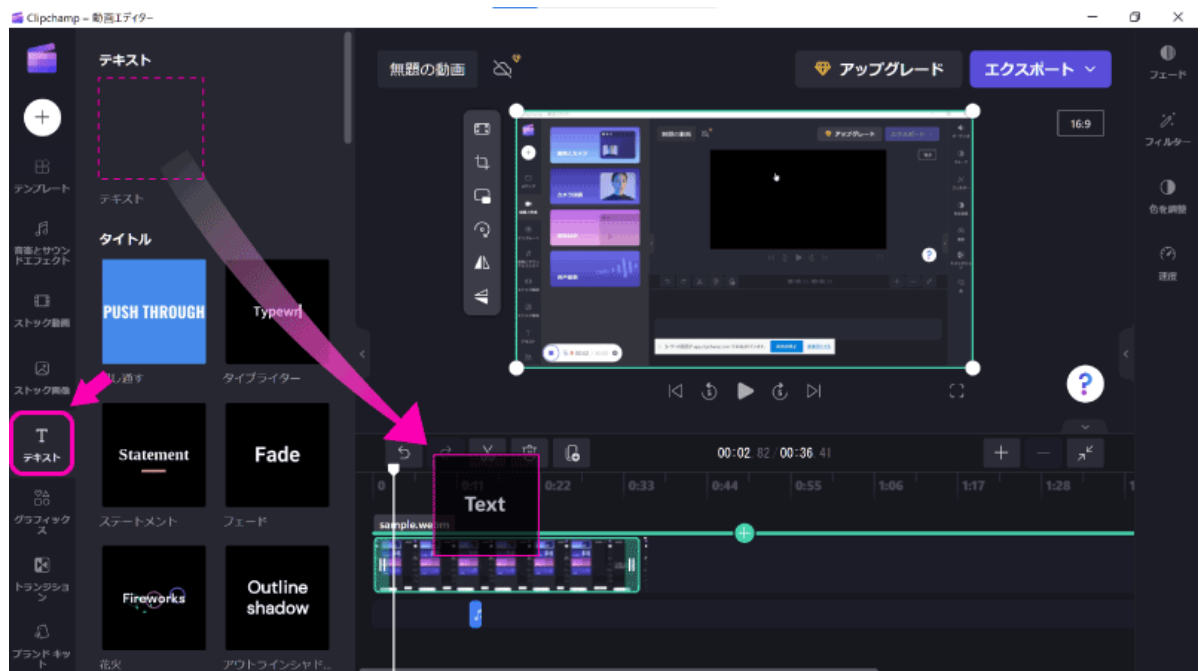 Clipchamp – 動画エディター
テンプレート
音楽とサウン
ドエフェクト
ストック動画
ストック画像
T
テキスト
グラフィック
ス
トランジショ
ン
ブランド キッ
ト
テキスト
テキスト
タイトル
PUSH THROUGH
Typewri
し通す
タイプライター
Statement
Fade
ステートメント
フェード
Fireworks
Outline
shadow
花火
アウトラインシャド...
無題の動画
アップグレード
エクスポート
16:9
フェード
フィルター
色を調整
速度
5
5
?
00:02.82/00:36.41
0
0:11
0:22
0:33
0:44
0:55
1:06
1:17
1:28
1
Text
sample.webm